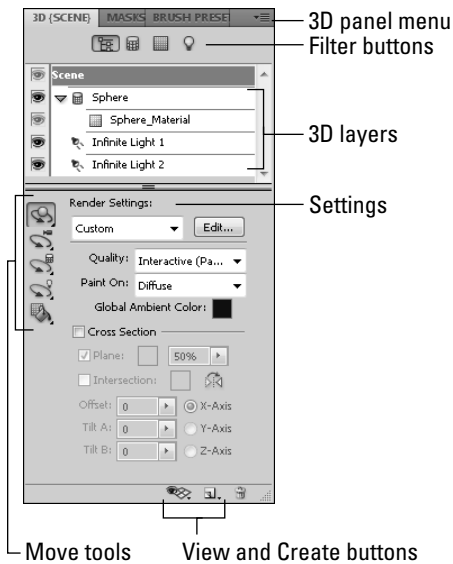 3D {SCENE} MASKS BRUSH PRESE
3D panel menu
Filter buttons
Scene
Sphere
Sphere_Material
Infinite Light 1
Infinite Light 2
3D layers
Render Settings:
Settings
Custom Edit...
Quality: Interactive (Pa...
Paint On: Diffuse
Global Ambient Color:
Cross Section
Plane: 50%
Intersection:
Offset: 0 X-Axis
Tilt A: 0 Y-Axis
Tilt B: 0 Z-Axis
Move tools
View and Create buttons